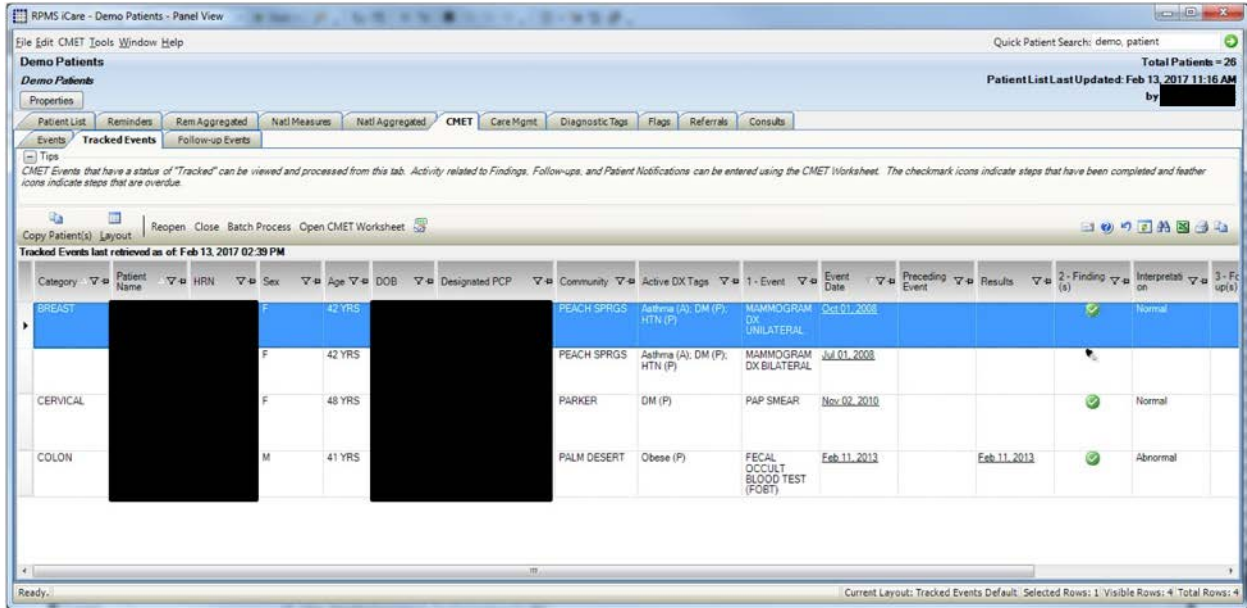 RPMS iCare - Demo Patients - Panel View
File Edit CMET Tools Window Help
Quick Patient Search: demo, patient
Demo Patients
Total Patients = 26
Demo Patients
Patient List Last Updated: Feb 13, 2017 11:16 AM
Properties
by
Patient List Reminders Rem Aggregated Natl Measures Natl Aggregated CMET Care Mgmt Diagnostic Tags Flags Referrals Consults
Events Tracked Events Follow-up Events
Tips
CMET Events that have a status of "Tracked" can be viewed and processed from this tab. Activity related to Findings, Follow-ups, and Patient Notifications can be entered using the CMET Worksheet. The checkmark icons indicate steps that have been completed and feather
icons indicate steps that are overdue.
Copy Patient(s) Layout Reopen Close Batch Process Open CMET Worksheet
Tracked Events last retrieved as of: Feb 13, 2017 02:39 PM
Category Patient Name HRN Sex Age DOB Designated PCP Community Active DX Tags 1 - Event Event Date Preceding Event Results 2 - Finding (s) Interpretati on 3 - Fo up(s)
BREAST F 42 YRS PEACH SPRGS Asthma (A); DM (P); HTN (P) MAMMOGRAM DX UNILATERAL Oct 01, 2008 Normal
F 42 YRS PEACH SPRGS Asthma (A); DM (P); HTN (P) MAMMOGRAM DX BILATERAL Jul 01, 2008
CERVICAL F 48 YRS PARKER DM (P) PAP SMEAR Nov 02, 2010 Normal
COLON M 41 YRS PALM DESERT Obese (P) FECAL OCCULT BLOOD TEST (FOBT) Feb 11, 2013 Feb 11, 2013 Abnormal
Ready.
Current Layout: Tracked Events Default Selected Rows: 1 Visible Rows: 4 Total Rows: 4